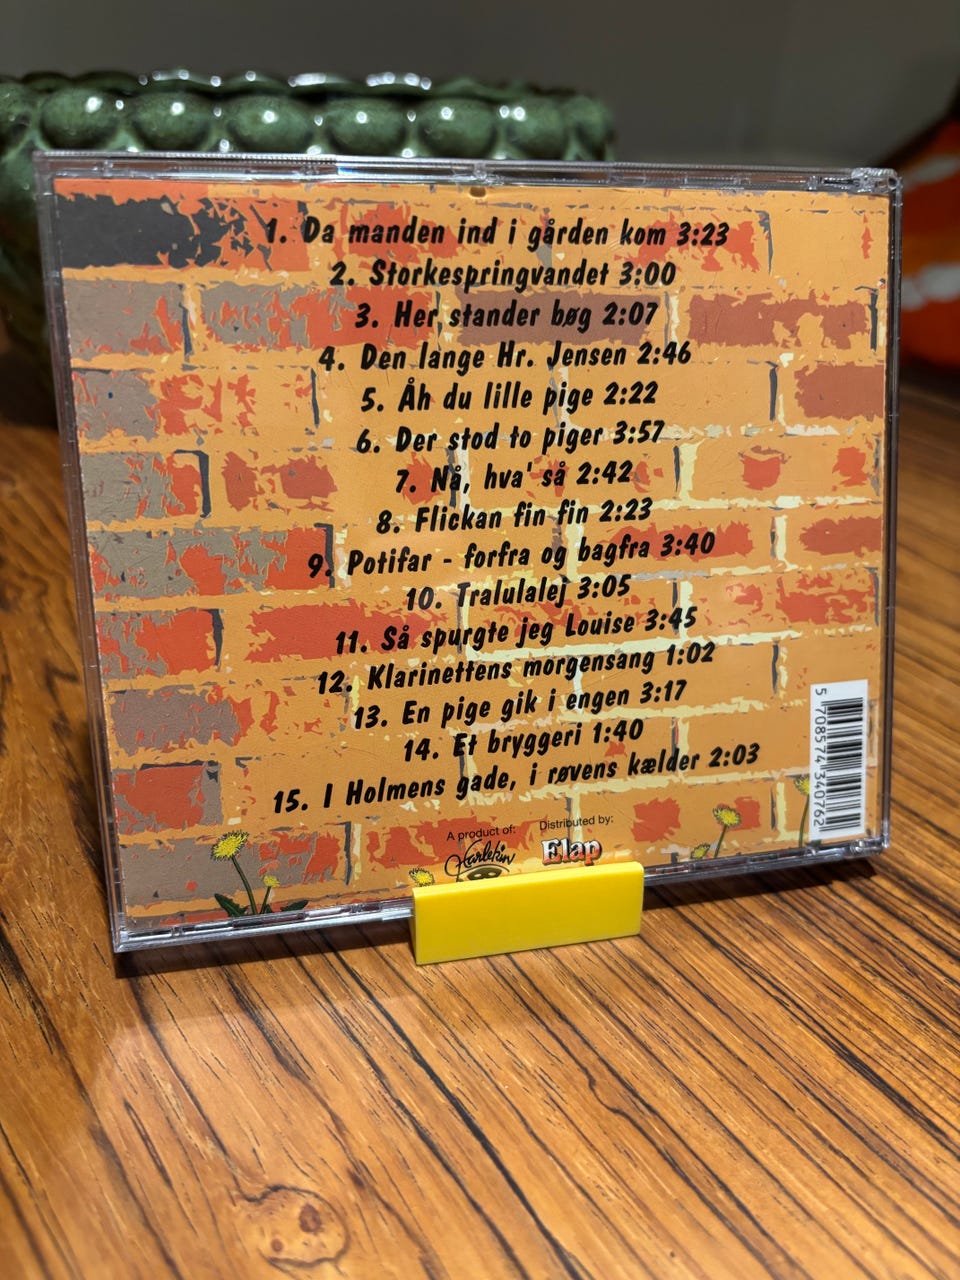 1. Da manden ind i gården kom 3:23
2. Storkespringvandet 3:00
3. Her stander bøg 2:07
4. Den lange Hr. Jensen 2:46
5. Åh du lille pige 2:22
6. Der stod to piger 3:57
7. Nå, hva' så 2:42
8. Flickan fin fin 2:23
9. Potifar - forfra og bagfra 3:40
10. Tralulalej 3:05
11. Så spurgte jeg Louise 3:45
12. Klarinettens morgensang 1:02
13. En pige gik i engen 3:17
14. Et bryggeri 1:40
15. I Holmens gade, i røvens kælder 2:03
A product of: Distributed by:
Harlekin Elap
5 708574 340762